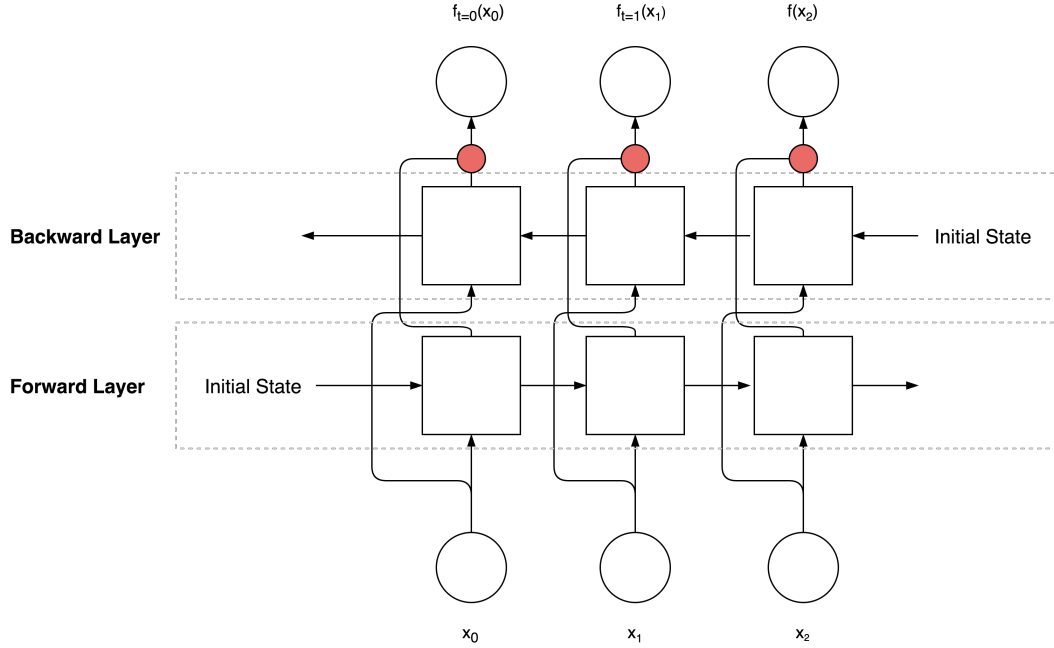 f_{t=0}(x_0)
f_{t=1}(x_1)
f(x_2)
Backward Layer
Initial State
Forward Layer
Initial State
x_0
x_1
x_2